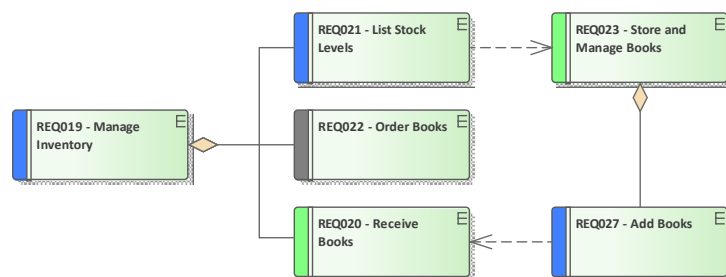 REQ021 - List Stock
Levels
REQ023 - Store and
Manage Books
REQ019 - Manage
Inventory
REQ022 - Order Books
REQ020 - Receive
Books
REQ027 - Add Books